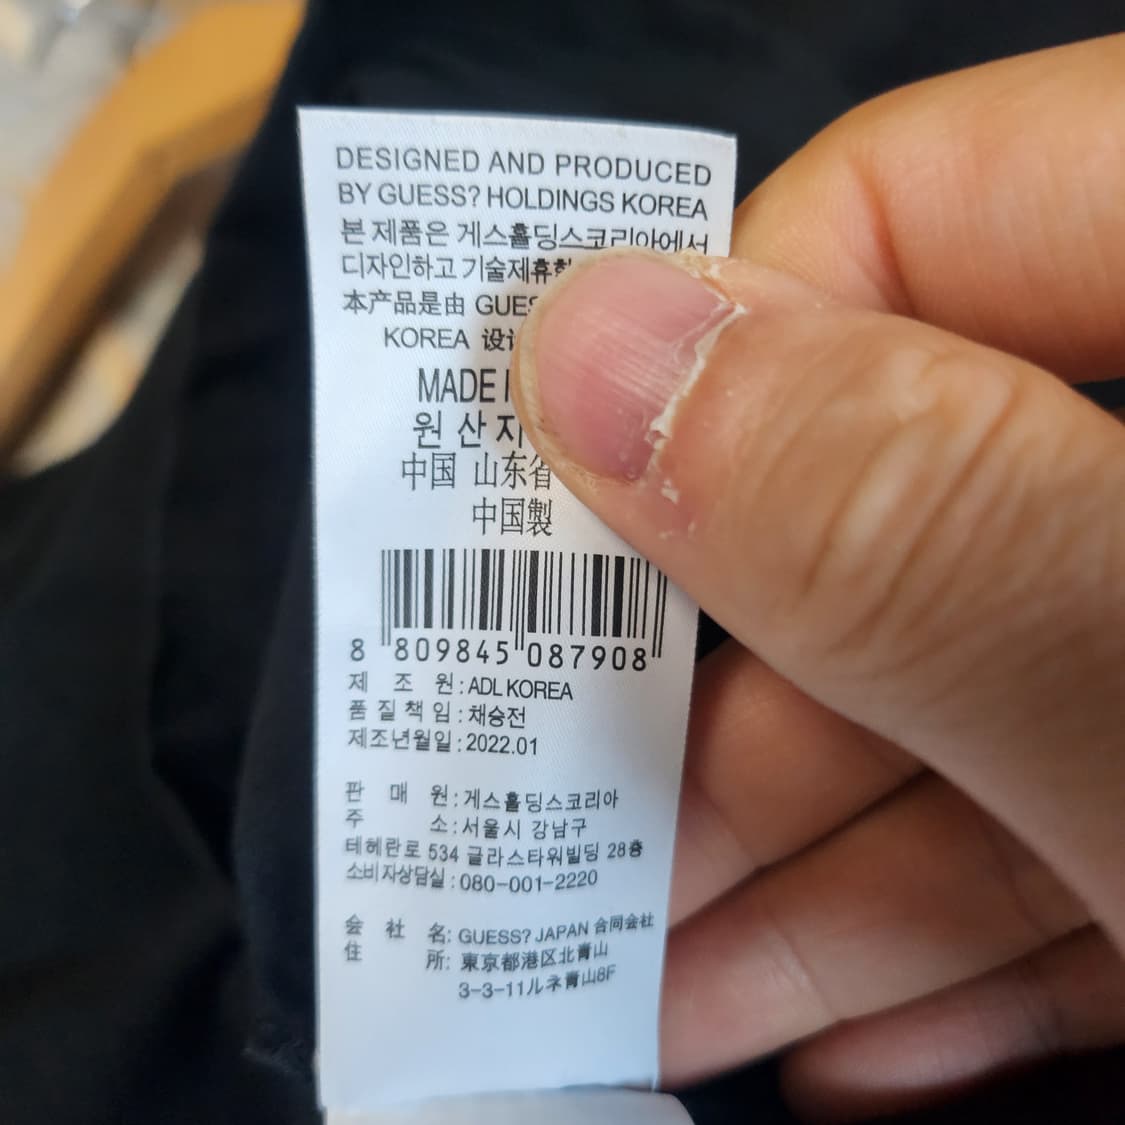 DESIGNED AND PRODUCED
BY GUESS? HOLDINGS KOREA
본 제품은 게스홀딩스코리아에서
디자인하고 기술제휴
本产品是由 GUES
KOREA 设
MADE
원 산 지
中国 山东省
中国製
8 809845 087908
제 조 원 : ADL KOREA
품 질 책 임 : 채승전
제조년월일 : 2022.01
판 매 원 : 게스홀딩스코리아
주 소 : 서울시 강남구
테헤란로 534 글라스타워빌딩 28층
소비자상담실 : 080-001-2220
会 社 名: GUESS? JAPAN 合同会社
住 所: 東京都港区北青山
3-3-11ルネ青山8F